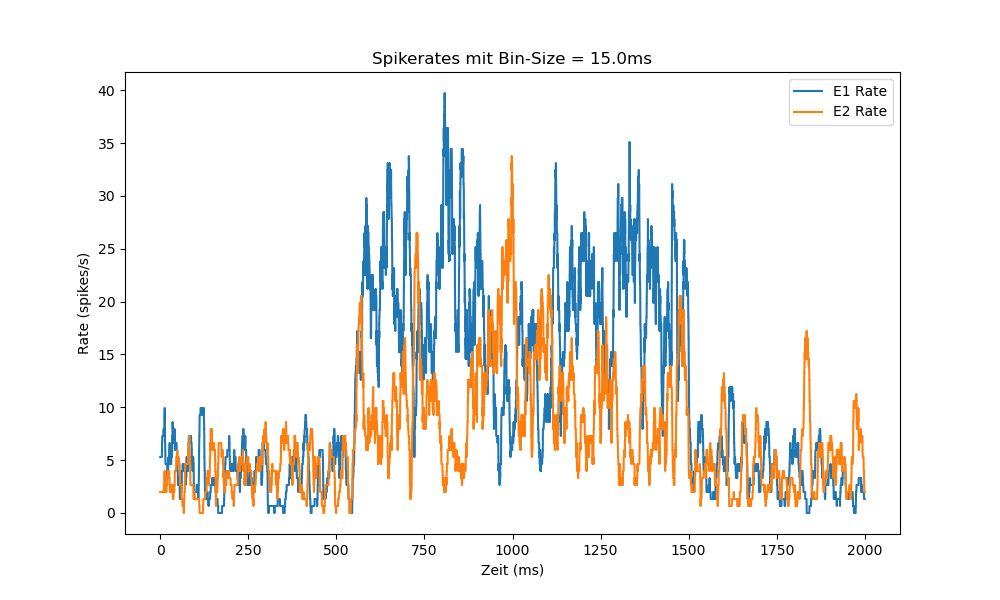 Spikerates mit Bin-Size = 15.0ms
E1 Rate
E2 Rate
Rate (spikes/s)
40
35
30
25
20
15
10
5
0
0 250 500 750 1000 1250 1500 1750 2000
Zeit (ms)